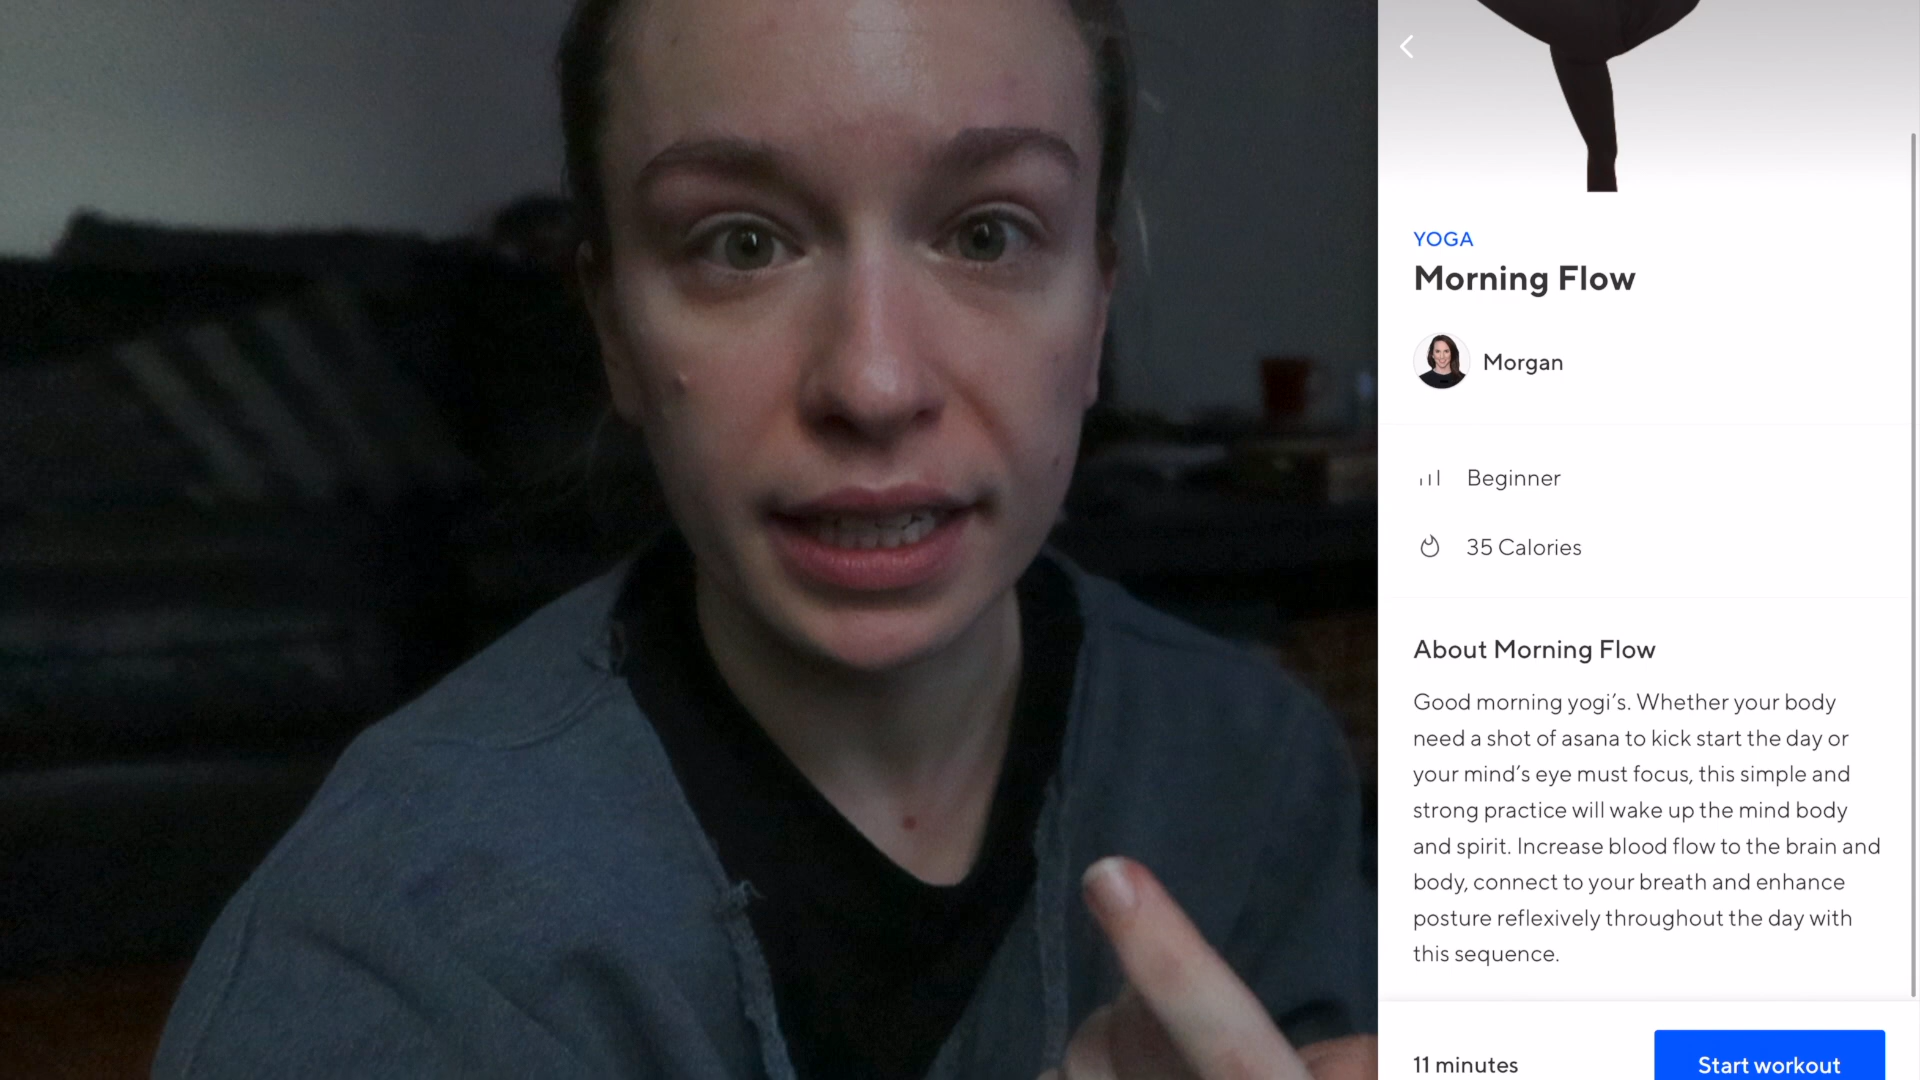 YOGA
Morning Flow
Morgan
Beginner
35 Calories
About Morning Flow
Good morning yogi's. Whether your body
need a shot of asana to kick start the day or
your mind's eye must focus, this simple and
strong practice will wake up the mind body
and spirit. Increase blood flow to the brain and
body, connect to your breath and enhance
posture reflexively throughout the day with
this sequence.
11 minutes
Start workout